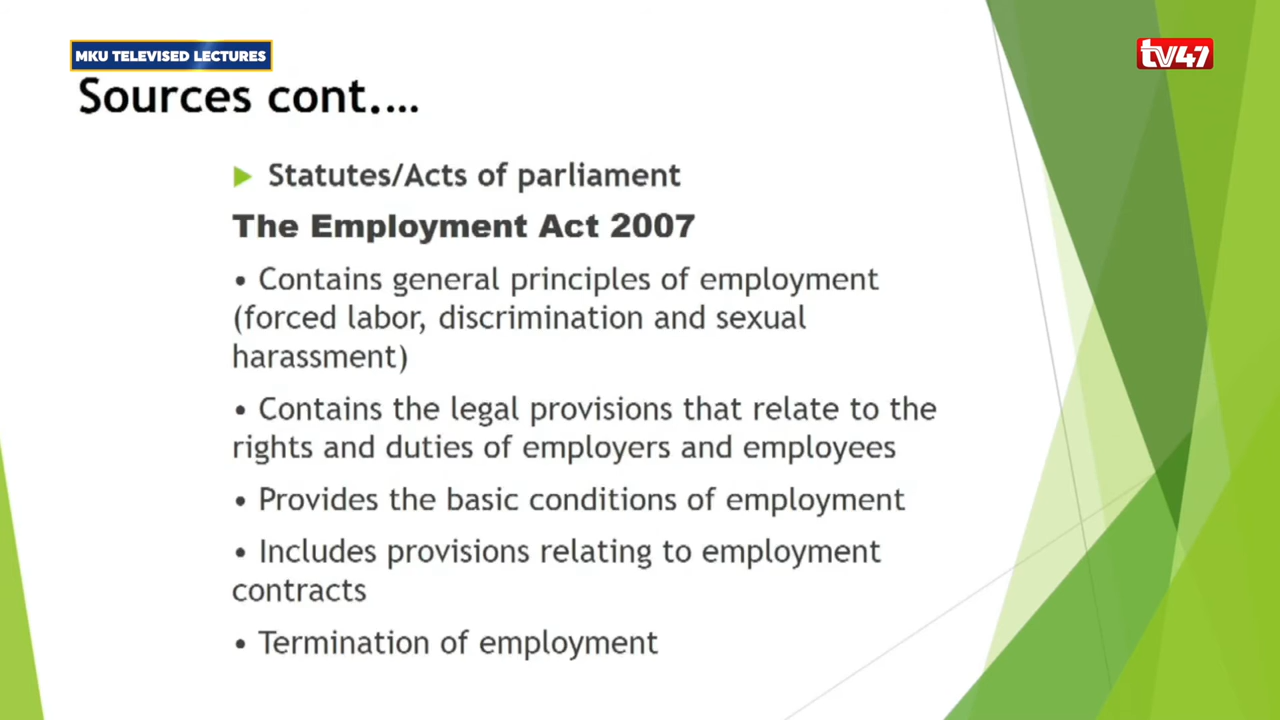 MKU TELEVISED LECTURES
tv47
Sources cont.…
Statutes/Acts of parliament
The Employment Act 2007
• Contains general principles of employment
(forced labor, discrimination and sexual
harassment)
• Contains the legal provisions that relate to the
rights and duties of employers and employees
• Provides the basic conditions of employment
• Includes provisions relating to employment
contracts
• Termination of employment